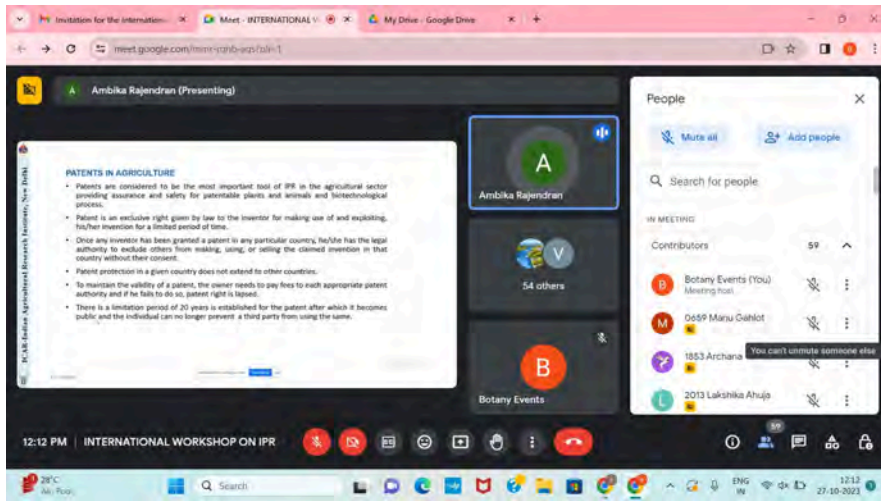 Invitation for the internation
Meet - INTERNATIONAL V
My Drive - Google Drive
meet.google.com/
Ambika Rajendran (Presenting)
ICAR-Indian Agricultural Research Institute, New Delhi
PATENTS IN AGRICULTURE
• Patents are considered to be the most important tool of IPR in the agricultural sector
providing assurance and safety for patentable plants and animals and biotechnological
process.
• Patent is an exclusive right given by law to the inventor for making use of and exploiting,
his/her invention for a limited period of time.
• Once any inventor has been granted a patent in any particular country, he/she has the legal
authority to exclude others from making, using, or selling the claimed invention in that
country without their consent.
• Patent protection in a given country does not extend to other countries.
• To maintain the validity of a patent, the owner needs to pay fees to each appropriate patent
authority and if he fails to do so, patent right is lapsed.
• There is a limitation period of 20 years is established for the patent after which it becomes
public and the individual can no longer prevent a third party from using the same.
A
Ambika Rajendran
V
54 others
B
Botany Events
People
Mute all
Add people
Search for people
IN MEETING
Contributors 59
B
Botany Events (You)
Meeting host
M
0659 Manu Gahlot
1853 Archana
You can't unmute someone else
L
2013 Lakshika Ahuja
12:12 PM | INTERNATIONAL WORKSHOP ON IPR
59
28°C
Search
ENG
IN
12:12
27-10-2023